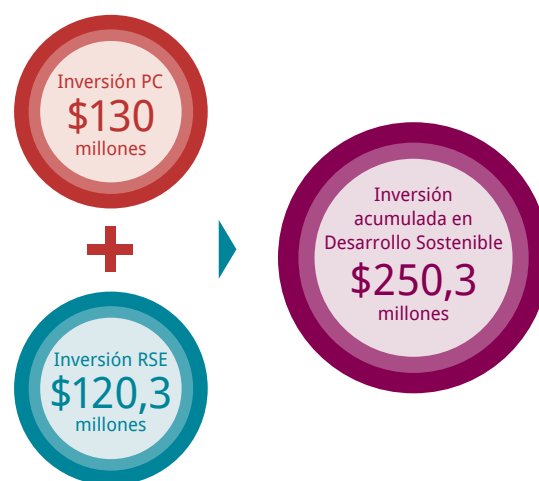 Inversión PC
$130
millones
+
Inversión RSE
$120,3
millones
Inversión
acumulada en
Desarrollo Sostenible
$250,3
millones